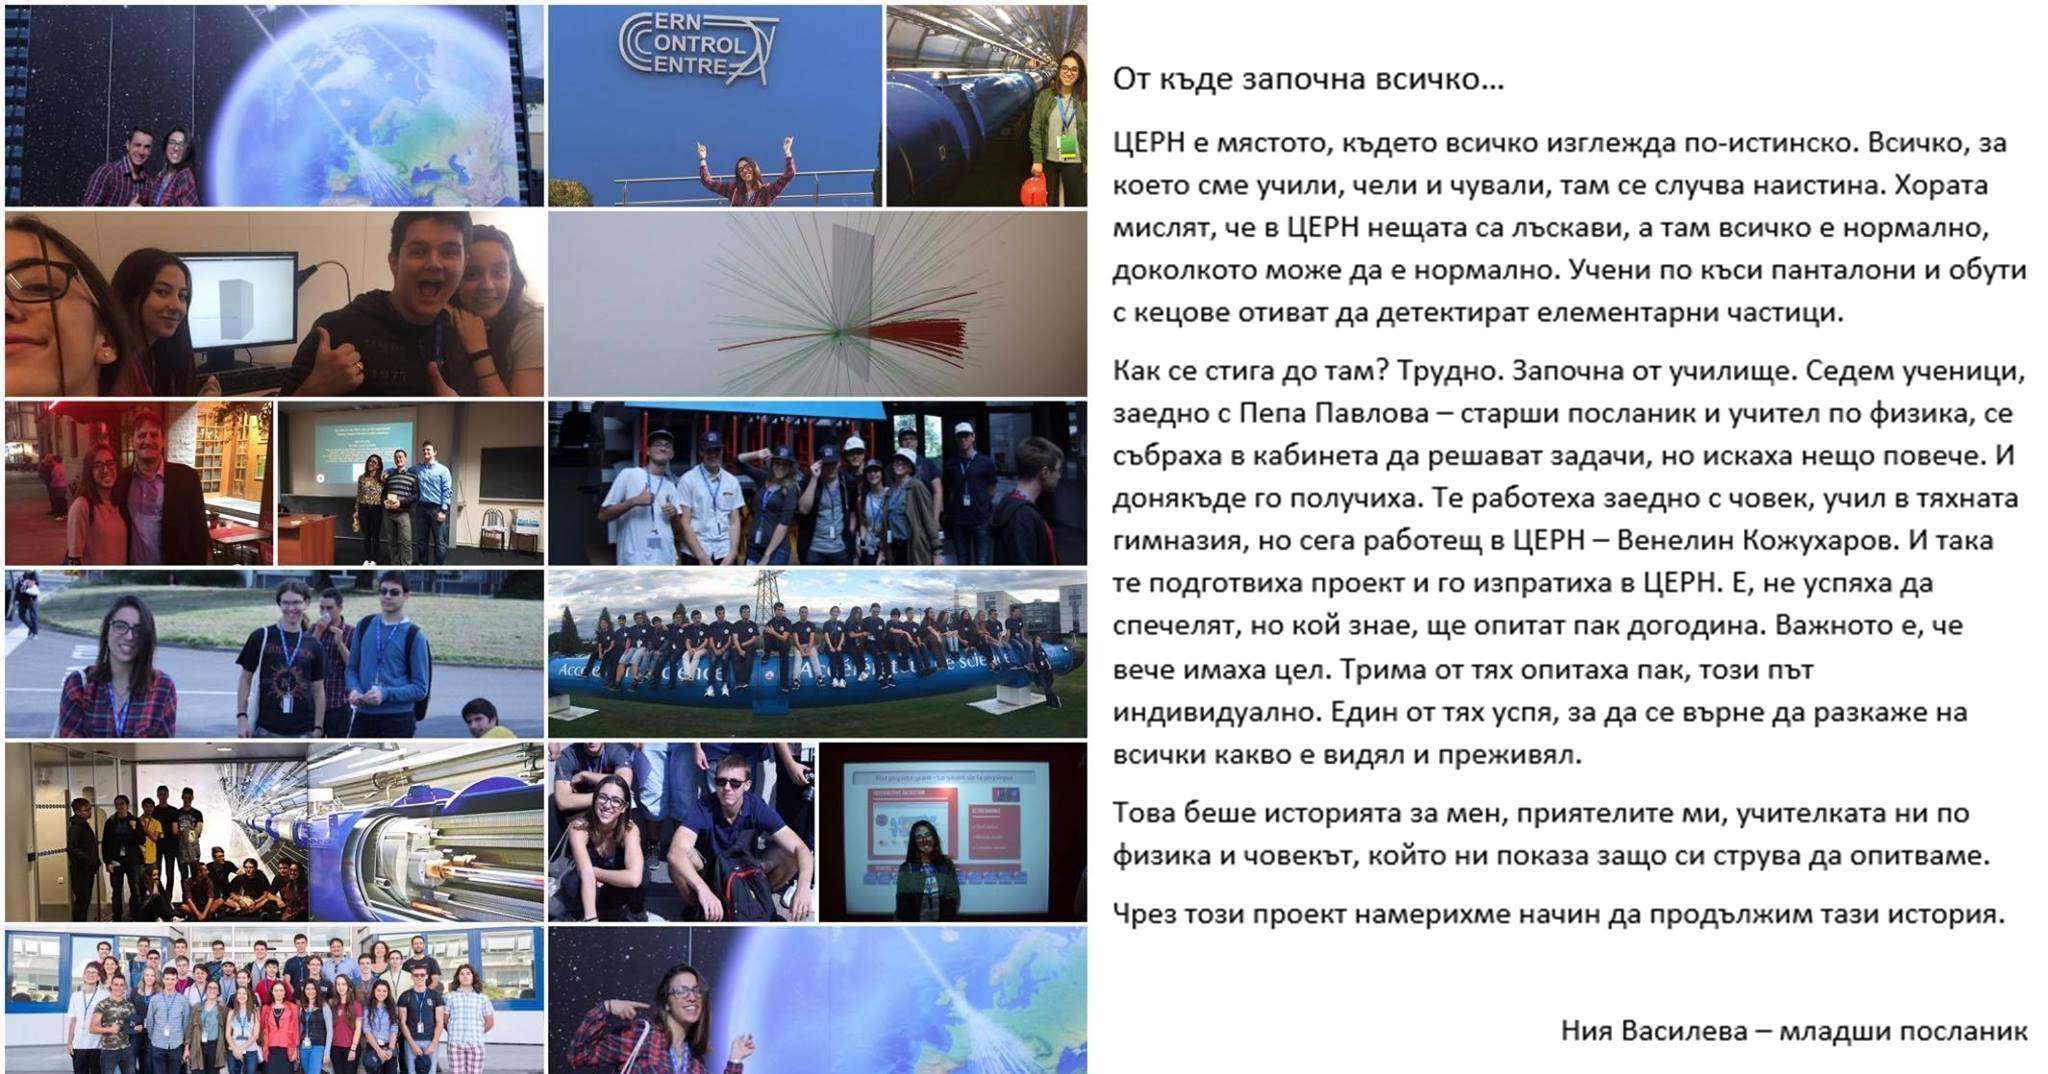 CERN
CONTROL
CENTRE
От къде започна всичко...
ЦЕРН е мястото, където всичко изглежда по-истинско. Всичко, за
което сме учили, чели и чували, там се случва наистина. Хората
мислят, че в ЦЕРН нещата са лъскави, а там всичко е нормално,
доколкото може да е нормално. Учени по къси панталони и обути
с кецове отиват да детектират елементарни частици.
Как се стига до там? Трудно. Започна от училище. Седем ученици,
заедно с Пепа Павлова – старши посланик и учител по физика, се
събраха в кабинета да решават задачи, но искаха нещо повече. И
донякъде го получиха. Те работеха заедно с човек, учил в тяхната
гимназия, но сега работещ в ЦЕРН – Венелин Кожухаров. И така
те подготвиха проект и го изпратиха в ЦЕРН. Е, не успяха да
спечелят, но кой знае, ще опитат пак догодина. Важното е, че
вече имаха цел. Трима от тях опитаха пак, този път
индивидуално. Един от тях успя, за да се върне да разкаже на
всички какво е видял и преживял.
Това беше историята за мен, приятелите ми, учителката ни по
физика и човекът, който ни показа защо си струва да опитваме.
Чрез този проект намерихме начин да продължим тази история.
Ния Василева – младши посланик